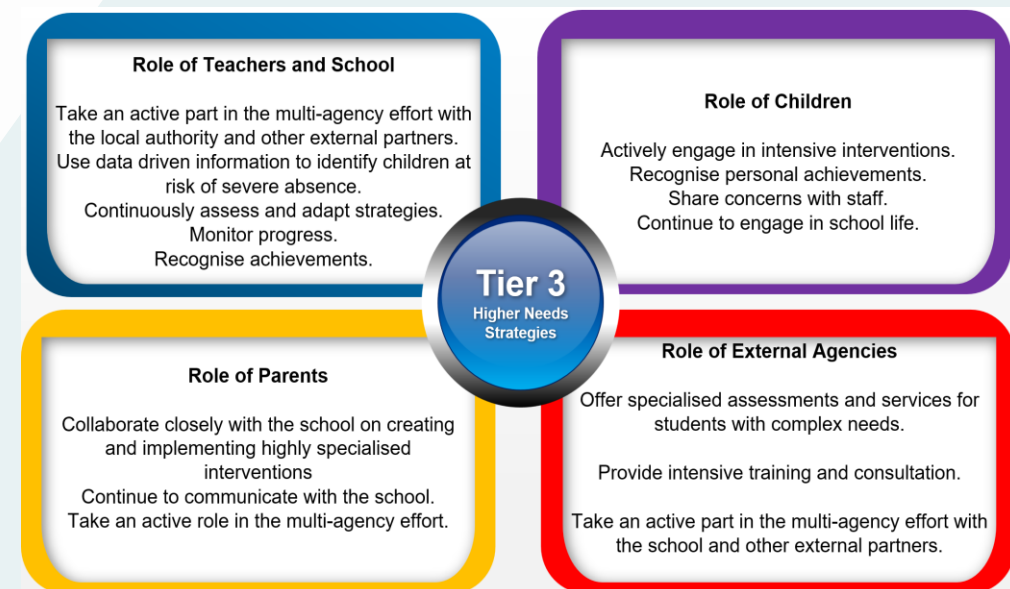 Role of Teachers and School
Take an active part in the multi-agency effort with
the local authority and other external partners.
Use data driven information to identify children at
risk of severe absence.
Continuously assess and adapt strategies.
Monitor progress.
Recognise achievements.
Role of Children
Actively engage in intensive interventions.
Recognise personal achievements.
Share concerns with staff.
Continue to engage in school life.
Tier 3
Higher Needs
Strategies
Role of Parents
Collaborate closely with the school on creating
and implementing highly specialised
interventions
Continue to communicate with the school.
Take an active role in the multi-agency effort.
Role of External Agencies
Offer specialised assessments and services for
students with complex needs.
Provide intensive training and consultation.
Take an active part in the multi-agency effort with
the school and other external partners.